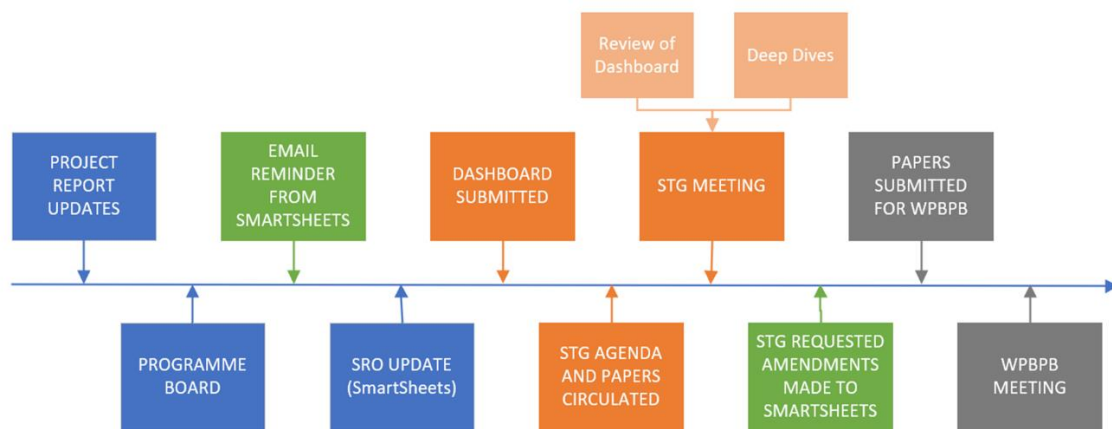 Review of
Dashboard
Deep Dives
PROJECT
REPORT
UPDATES
EMAIL
REMINDER
FROM
SMARTSHEETS
DASHBOARD
SUBMITTED
STG MEETING
PAPERS
SUBMITTED
FOR WPBPB
PROGRAMME
BOARD
SRO UPDATE
(SmartSheets)
STG AGENDA
AND PAPERS
CIRCULATED
STG REQUESTED
AMENDMENTS
MADE TO
SMARTSHEETS
WPBPB
MEETING